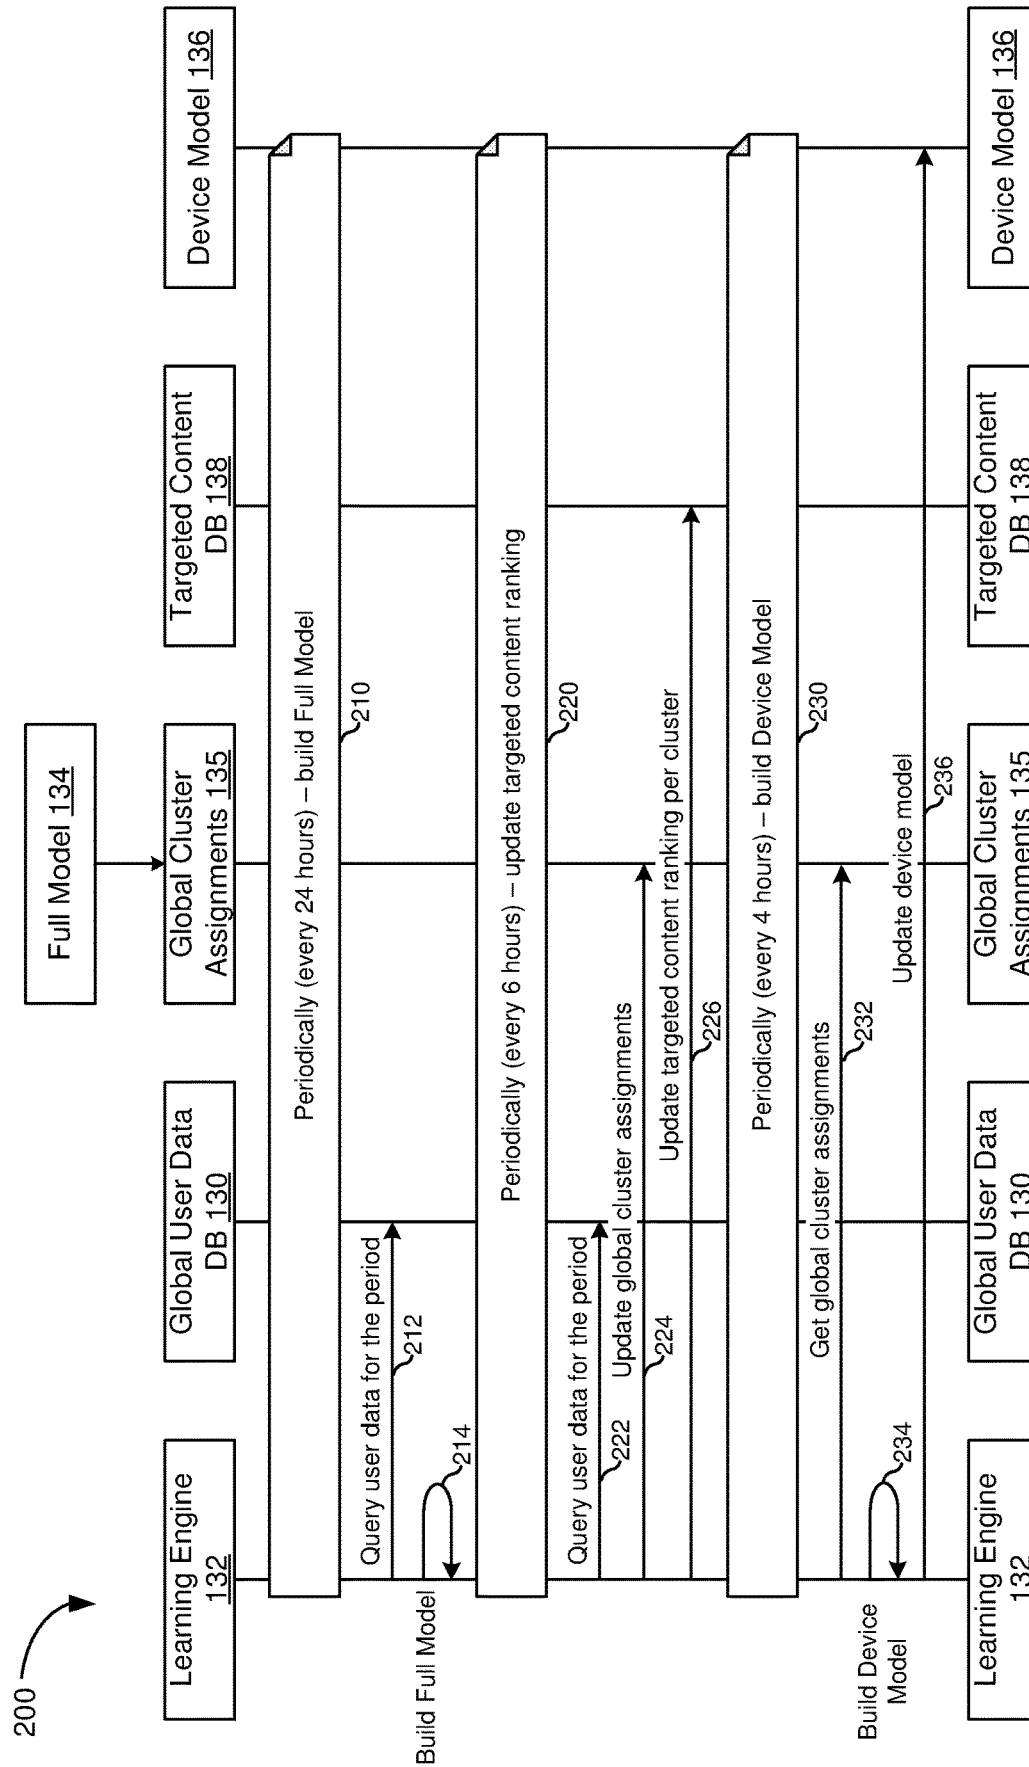 200
Full Model 134
Learning Engine
132
Global User Data
DB 130
Global Cluster
Assignments 135
Targeted Content
DB 138
Device Model 136
Periodically (every 24 hours) – build Full Model
210
Query user data for the period
212
Build Full Model
214
Periodically (every 6 hours) – update targeted content ranking
220
Query user data for the period
222
Update global cluster assignments
224
Update targeted content ranking per cluster
226
Periodically (every 4 hours) – build Device Model
230
Get global cluster assignments
232
Build Device
Model
234
Update device model
236
Learning Engine
132
Global User Data
DB 130
Global Cluster
Assignments 135
Targeted Content
DB 138
Device Model 136